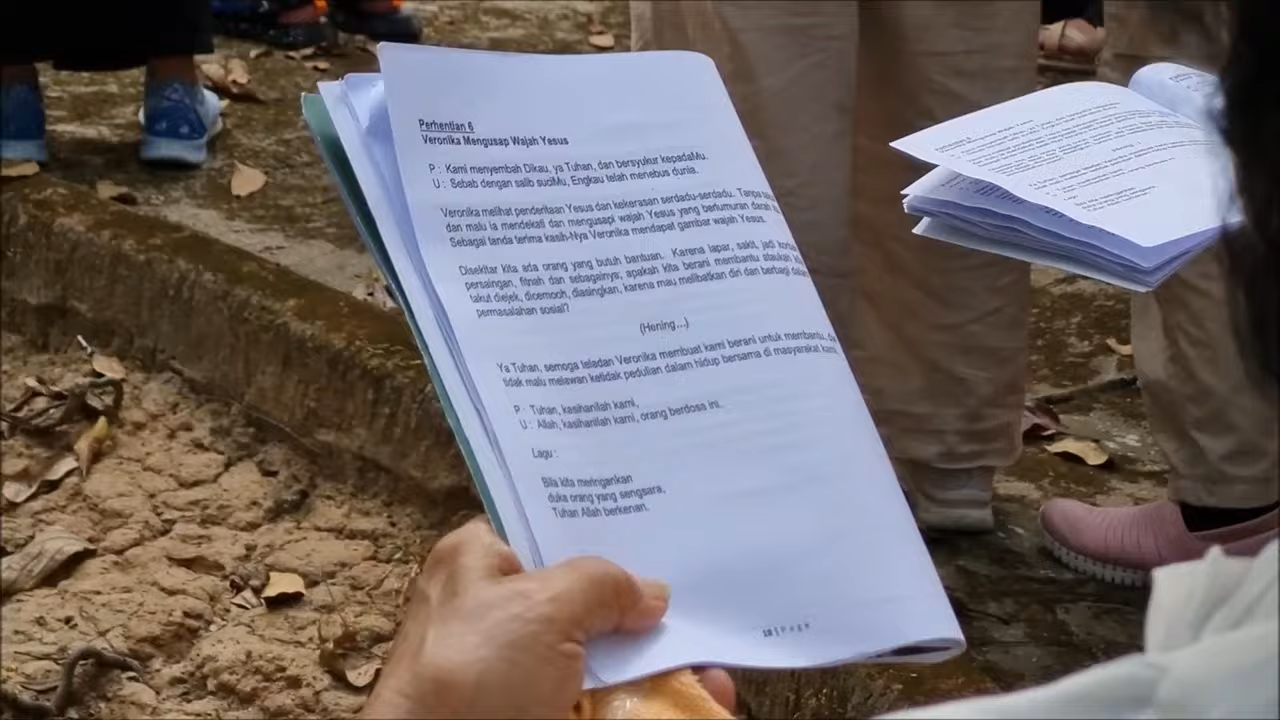 Perhentian 6
Veronika Mengusap Wajah Yesus
P : Kami menyembah Dikau, ya Tuhan, dan bersyukur kepadaMu.
U : Sebab dengan salib suciMu, Engkau telah menebus dunia.
Veronika melihat penderitaan Yesus dan kekerasan serdadu-serdadu. Tanpa
dan malu ia mendekati dan mengusapi wajah Yesus yang berlumuran darah
Sebagai tanda terima kasih-Nya Veronika mendapat gambar wajah Yesus.
Disekitar kita ada orang yang butuh bantuan. Karena lapar, sakit, jadi
persaingan, fitnah dan sebagainya; apakah kita berani membantu ataukah
takut diejek, dicemooh, diasingkan, karena mau melibatkan diri dan berbagi
permasalahan sosial?
(Hening...)
Ya Tuhan, semoga teladan Veronika membuat kami berani untuk membantu,
tidak malu melawan ketidak pedulian dalam hidup bersama di masyarakat kami.
P : Tuhan, kasihanilah kami,
U : Allah, kasihanilah kami, orang berdosa ini.
Lagu :
Bila kita meringankan
duka orang yang sengsara,
Tuhan Allah berkenan.